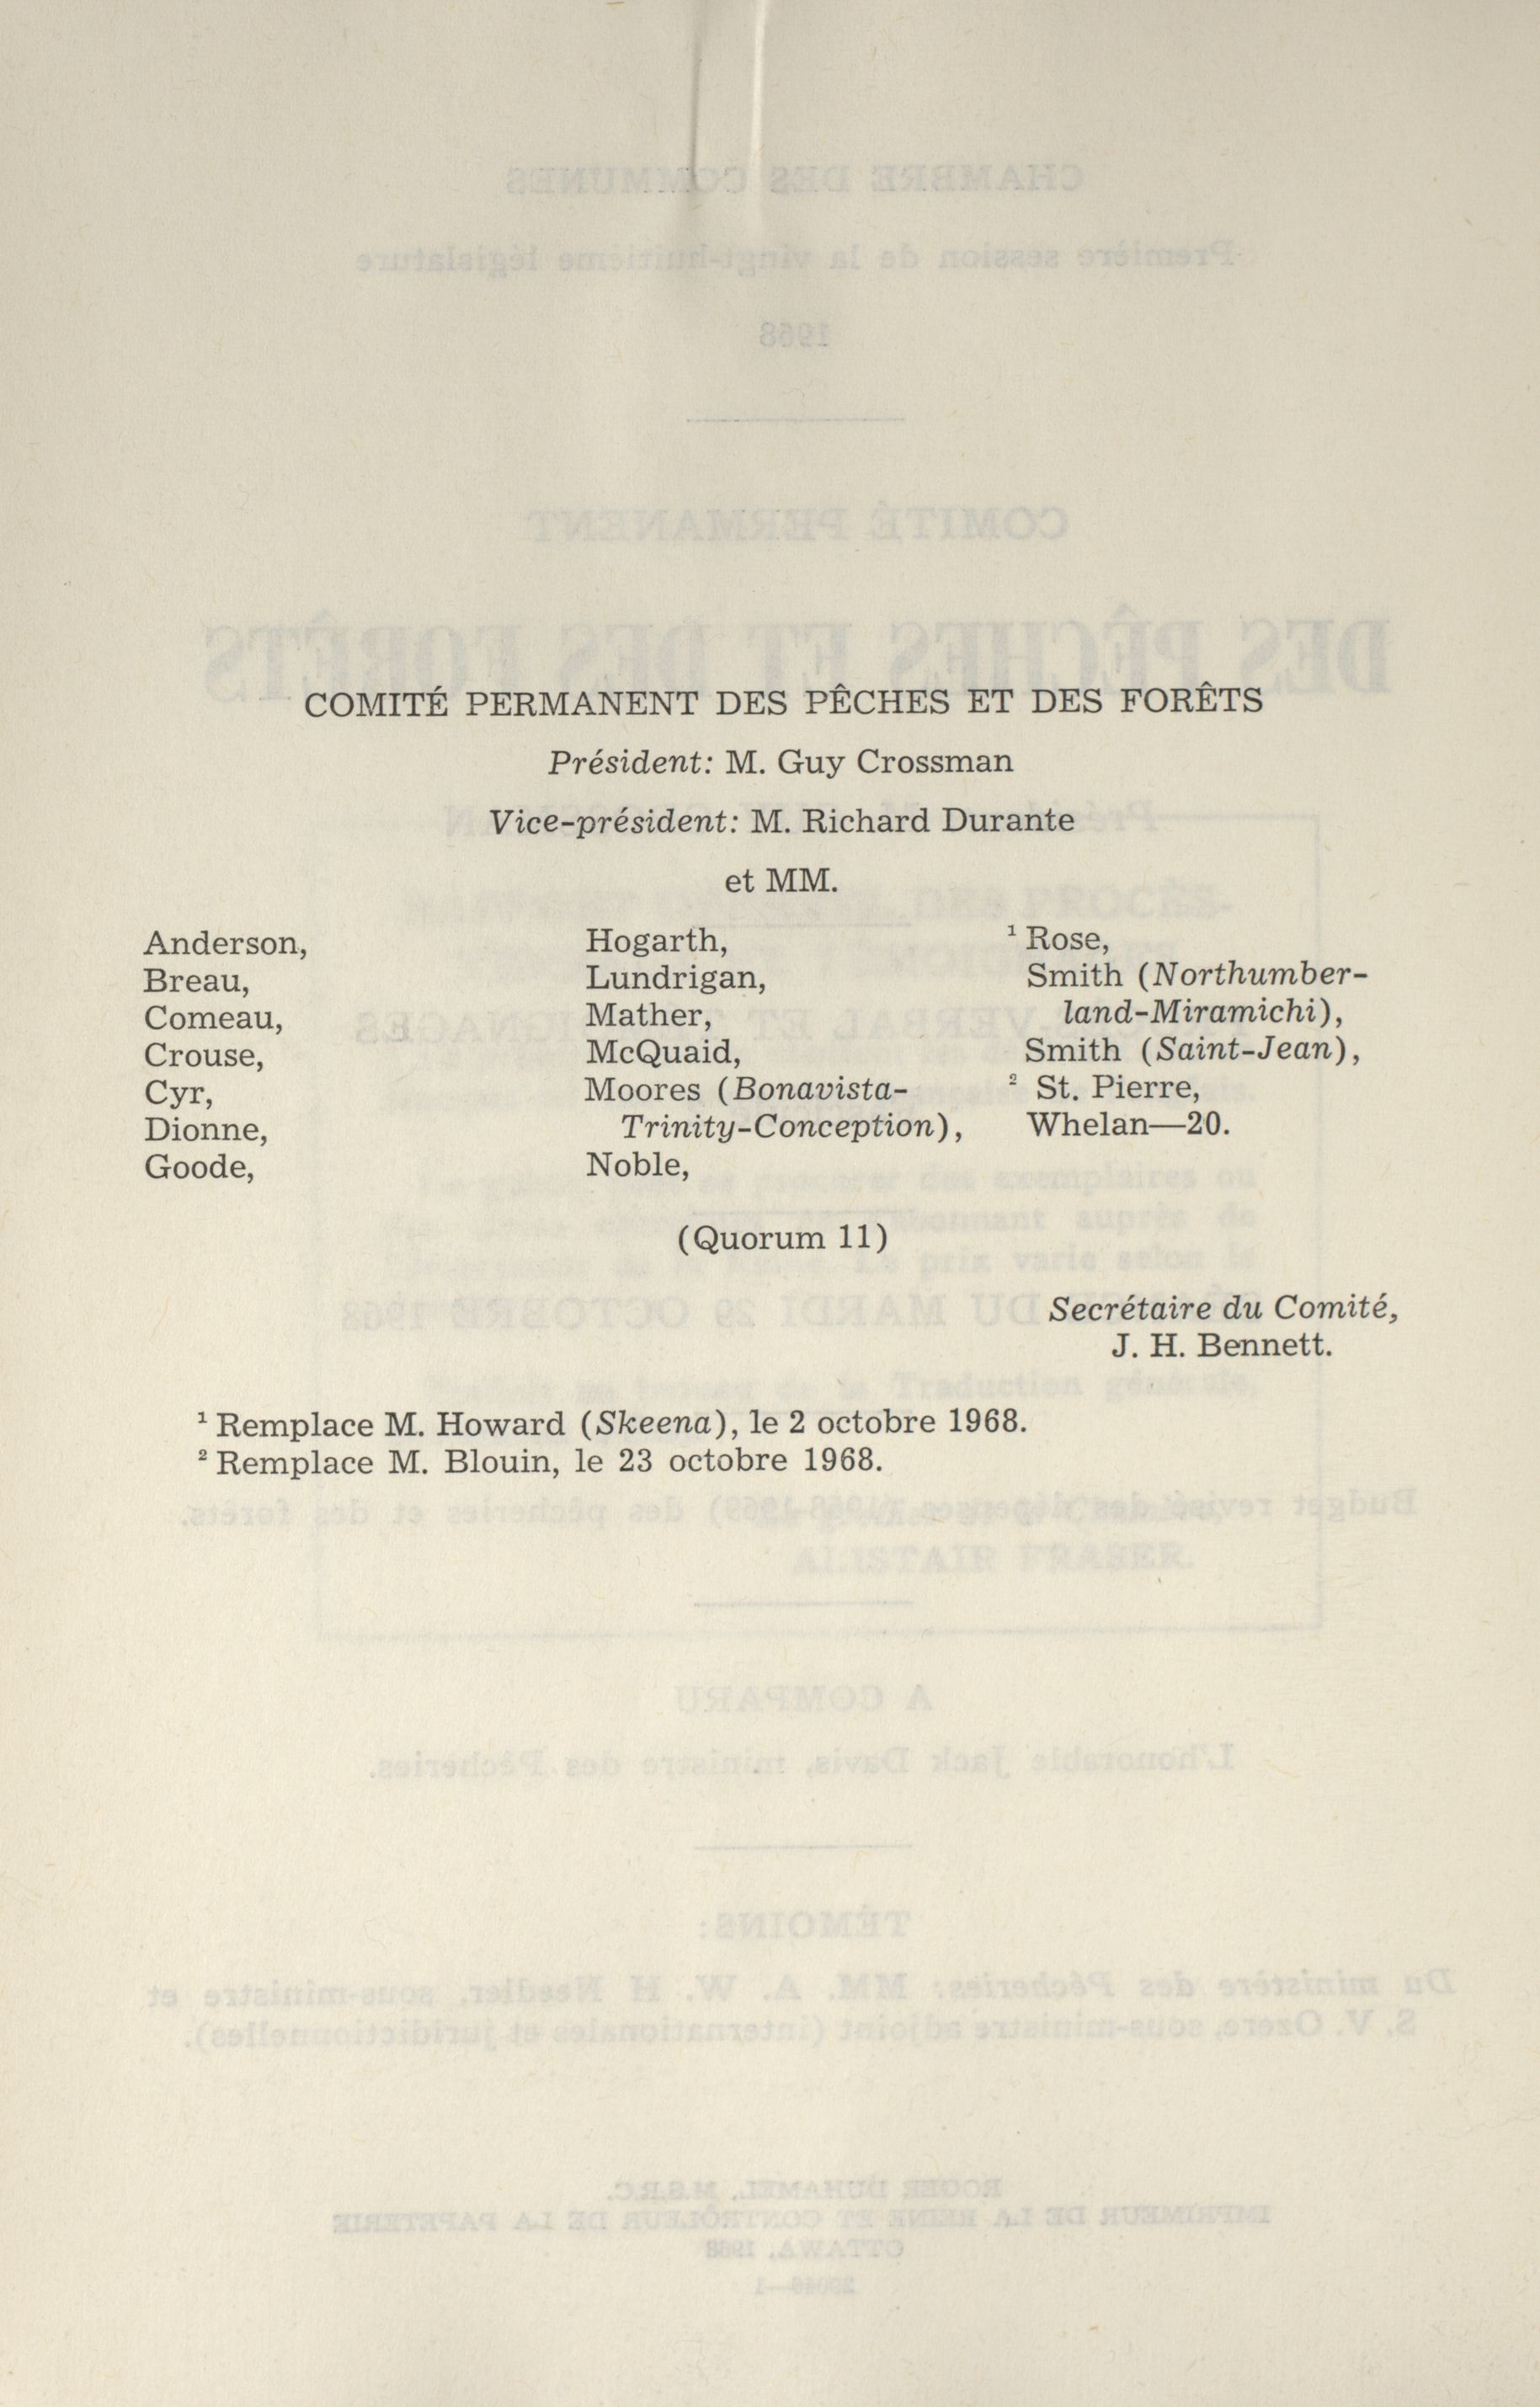 COMITÉ PERMANENT DES PÊCHES ET DES FORÊTS
Président: M. Guy Crossman
Vice-président: M. Richard Durante
et MM.
Anderson,
Breau,
Comeau,
Crouse,
Cyr,
Dionne,
Goode,
Hogarth,
Lundrigan,
Mather,
McQuaid,
Moores (Bonavista-
Trinity-Conception),
Noble,
¹ Rose,
Smith (Northumber-
land-Miramichi),
Smith (Saint-Jean),
² St. Pierre,
Whelan—20.
(Quorum 11)
Secrétaire du Comité,
J. H. Bennett.
¹ Remplace M. Howard (Skeena), le 2 octobre 1968.
² Remplace M. Blouin, le 23 octobre 1968.